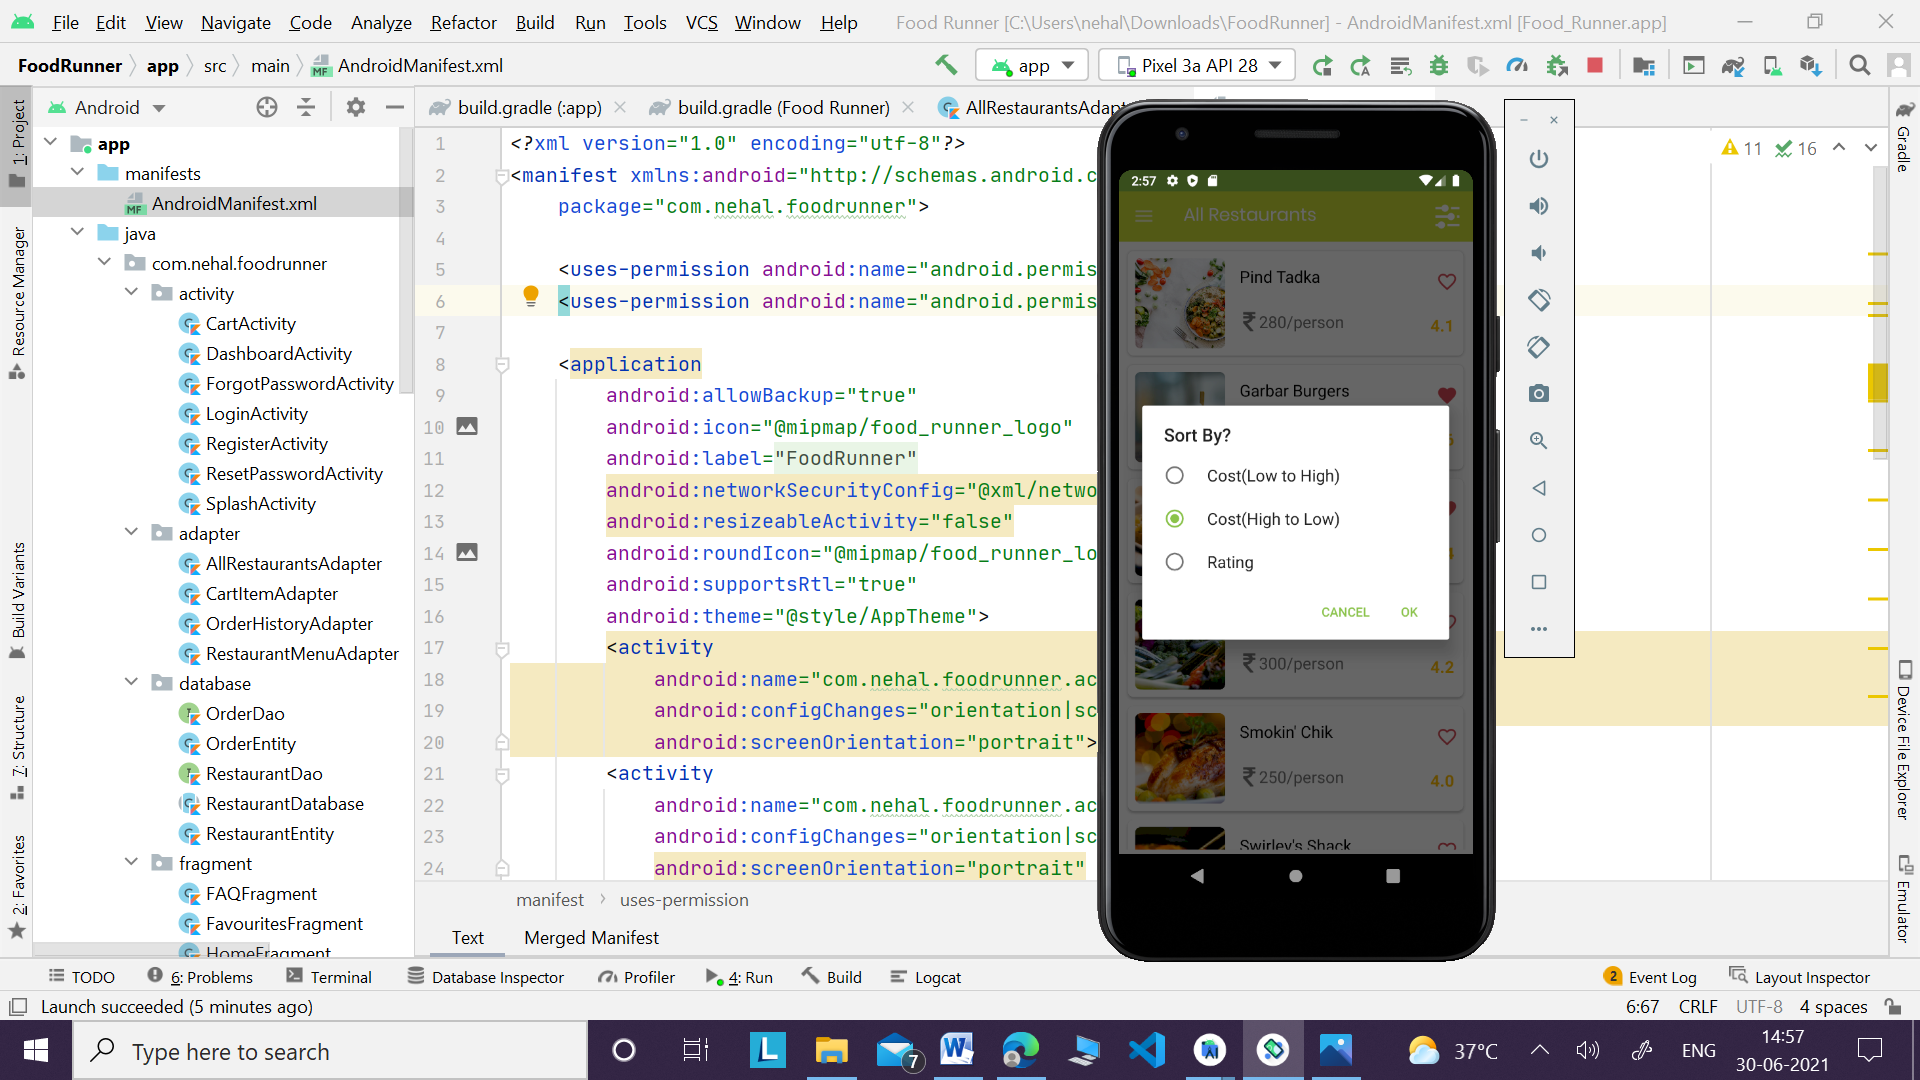 File Edit View Navigate Code Analyze Refactor Build Run Tools VCS Window Help Food Runner [C:\Users\nehal\Downloads\FoodRunner] - AndroidManifest.xml [Food_Runner.app]
FoodRunner app src main AndroidManifest.xml
app
Pixel 3a API 28
Android
build.gradle (:app)
build.gradle (Food Runner)
AllRestaurantsAdapt
1: Project
Resource Manager
Build Variants
7: Structure
2: Favorites
app
manifests
AndroidManifest.xml
java
com.nehal.foodrunner
activity
CartActivity
DashboardActivity
ForgotPasswordActivity
LoginActivity
RegisterActivity
ResetPasswordActivity
SplashActivity
adapter
AllRestaurantsAdapter
CartItemAdapter
OrderHistoryAdapter
RestaurantMenuAdapter
database
OrderDao
OrderEntity
RestaurantDao
RestaurantDatabase
RestaurantEntity
fragment
FAQFragment
FavouritesFragment
HomeFragment
1 <?xml version="1.0" encoding="utf-8"?>
2 <manifest xmlns:android="http://schemas.android.c
3 package="com.nehal.foodrunner">
4
5 <uses-permission android:name="android.permis
6 <uses-permission android:name="android.permis
7
8 <application
9 android:allowBackup="true"
10 android:icon="@mipmap/food_runner_logo"
11 android:label="FoodRunner"
12 android:networkSecurityConfig="@xml/netwo
13 android:resizeableActivity="false"
14 android:roundIcon="@mipmap/food_runner_lo
15 android:supportsRtl="true"
16 android:theme="@style/AppTheme">
17 <activity
18 android:name="com.nehal.foodrunner.ac
19 android:configChanges="orientation|sc
20 android:screenOrientation="portrait">
21 <activity
22 android:name="com.nehal.foodrunner.ac
23 android:configChanges="orientation|sc
24 android:screenOrientation="portrait"
11 16
2:57
All Restaurants
Pind Tadka
₹ 280/person 4.1
Garbar Burgers
Sort By?
Cost(Low to High)
Cost(High to Low)
Rating
CANCEL OK
₹ 300/person 4.2
Smokin' Chik
₹ 250/person 4.0
Swirley's Shack
Gradle
Device File Explorer
Emulator
manifest uses-permission
Text Merged Manifest
TODO 6: Problems Terminal Database Inspector Profiler 4: Run Build Logcat 2 Event Log Layout Inspector
Launch succeeded (5 minutes ago) 6:67 CRLF UTF-8 4 spaces
Type here to search
L
7
W
37°C
ENG
14:57
30-06-2021